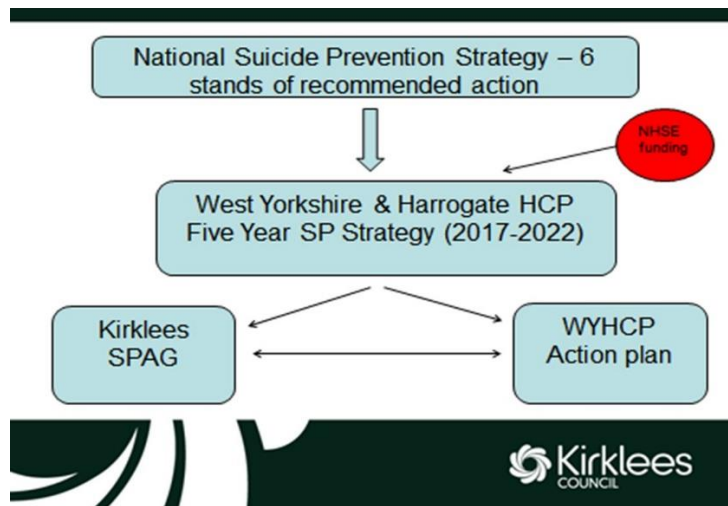 National Suicide Prevention Strategy – 6
stands of recommended action
NHSE
funding
West Yorkshire & Harrogate HCP
Five Year SP Strategy (2017-2022)
Kirklees
SPAG
WYHCP
Action plan
Kirklees
COUNCIL